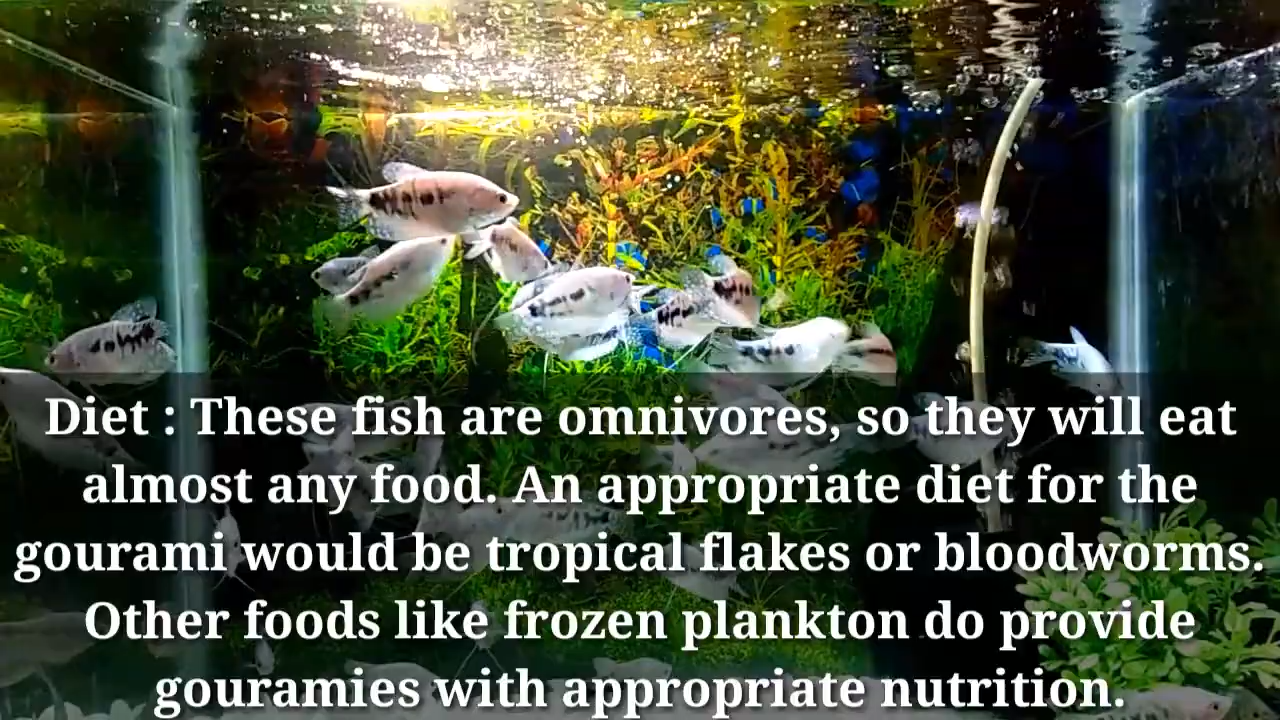 Diet : These fish are omnivores, so they will eat
almost any food. An appropriate diet for the
gourami would be tropical flakes or bloodworms.
Other foods like frozen plankton do provide
gouramies with appropriate nutrition.